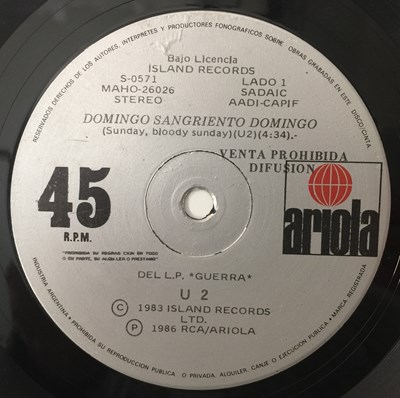 RESERVADOS DERECHOS DE LOS AUTORES, INTERPRETES Y PRODUCTORES FONOGRAFICOS SOBRE OBRAS GRABADAS EN ESTE DISCO/CINTA
Bajo Licencia
ISLAND RECORDS
S-0571 LADO 1
MAHO-26026 SADAIC
STEREO AADI-CAPIF
DOMINGO SANGRIENTO DOMINGO
(Sunday, bloody sunday)(U2)(4:34).-
VENTA PROHIBIDA
DIFUSION
45
R.P.M.
ariola
DEL L.P. *GUERRA*
U 2
C 1983 ISLAND RECORDS
LTD.
P 1986 RCA/ARIOLA
INDUSTRIA ARGENTINA • PROHIBIDA SU REPRODUCCION PUBLICA O PRIVADA, ALQUILER, CANJE O EJECUCION PUBLICA • MARCA REGISTRADA